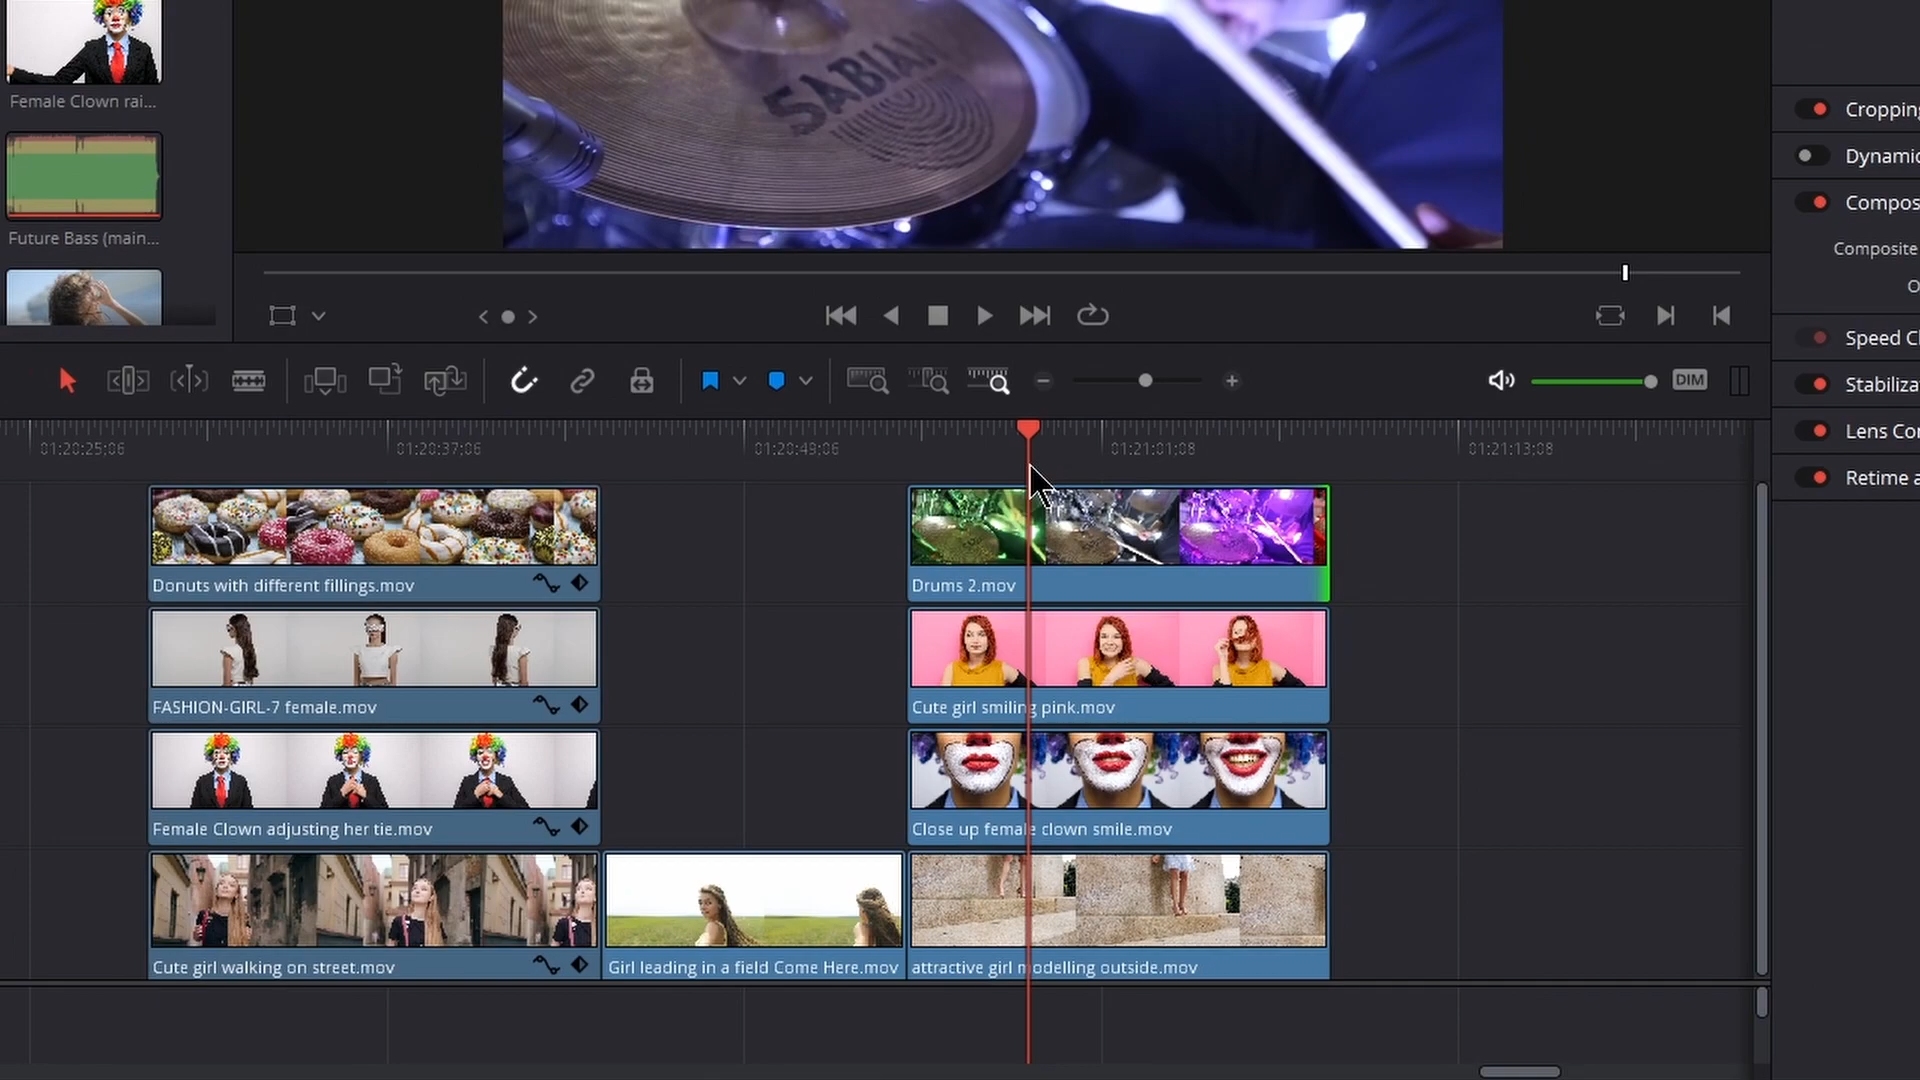 SABIAN
Female Clown rai...
Future Bass (main...
Cropping
Dynamic
Compos
Composite
O
Speed Cl
Stabiliza
Lens Cor
Retime a
DIM
01:20:25;06
01:20:37;06
01:20:49;06
01:21:01;08
01:21:13;08
Donuts with different fillings.mov
Drums 2.mov
FASHION-GIRL-7 female.mov
Cute girl smiling pink.mov
Female Clown adjusting her tie.mov
Close up female clown smile.mov
Cute girl walking on street.mov
Girl leading in a field Come Here.mov
attractive girl modelling outside.mov